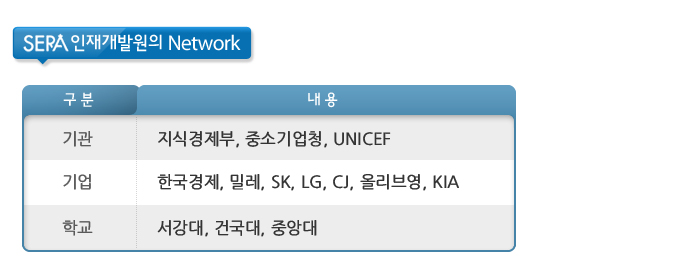 SERA 인재개발원의 Network
구 분 내 용
기관 지식경제부, 중소기업청, UNICEF
기업 한국경제, 밀레, SK, LG, CJ, 올리브영, KIA
학교 서강대, 건국대, 중앙대